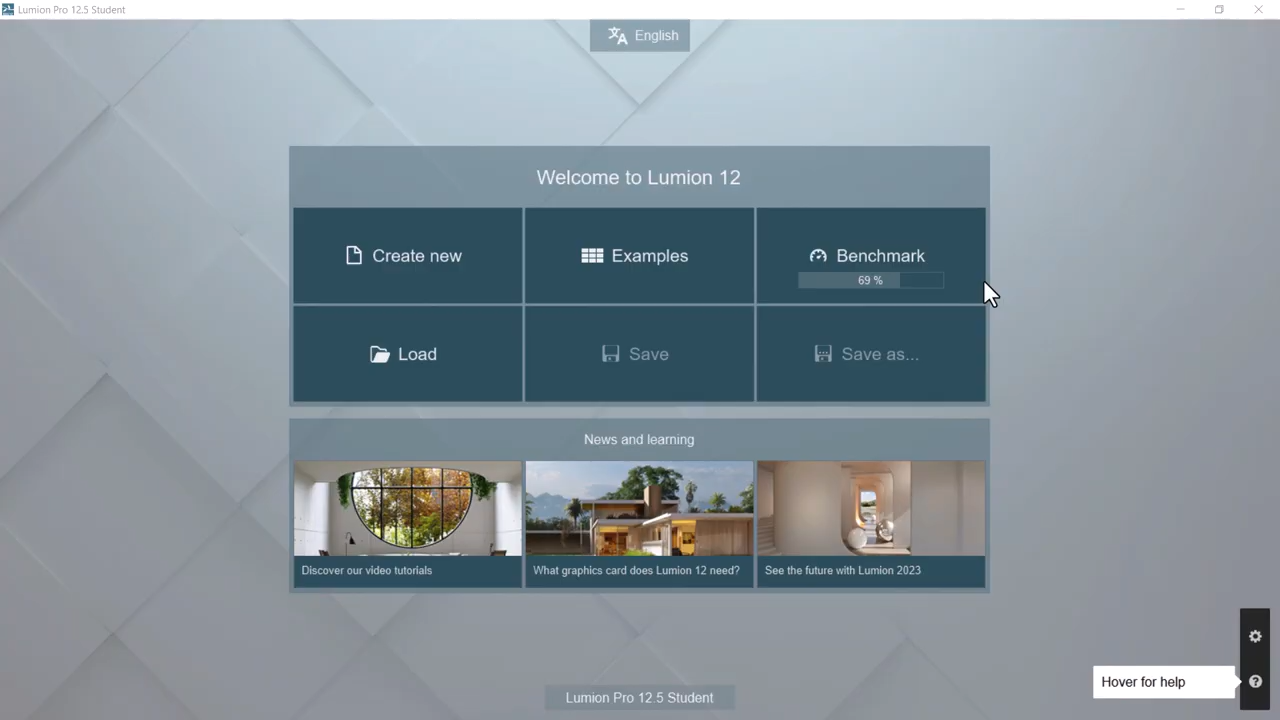 Lumion Pro 12.5 Student
English
Welcome to Lumion 12
Create new
Examples
Benchmark
69 %
Load
Save
Save as...
News and learning
Discover our video tutorials
What graphics card does Lumion 12 need?
See the future with Lumion 2023
Hover for help
Lumion Pro 12.5 Student